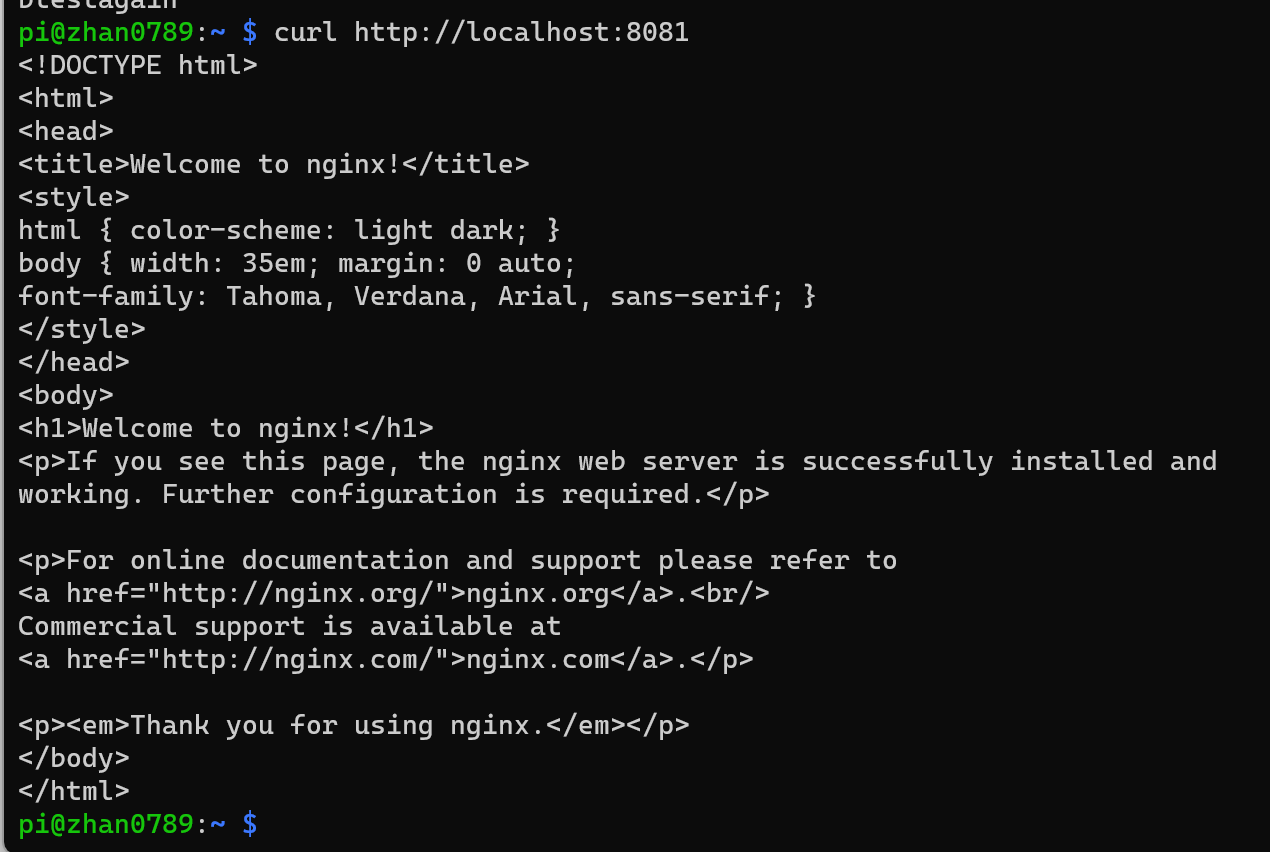 pi@zhan0789:~ $ curl http://localhost:8081
<!DOCTYPE html>
<html>
<head>
<title>Welcome to nginx!</title>
<style>
html { color-scheme: light dark; }
body { width: 35em; margin: 0 auto;
font-family: Tahoma, Verdana, Arial, sans-serif; }
</style>
</head>
<body>
<h1>Welcome to nginx!</h1>
<p>If you see this page, the nginx web server is successfully installed and
working. Further configuration is required.</p>

<p>For online documentation and support please refer to
<a href="http://nginx.org/">nginx.org</a>.<br/>
Commercial support is available at
<a href="http://nginx.com/">nginx.com</a>.</p>

<p><em>Thank you for using nginx.</em></p>
</body>
</html>
pi@zhan0789:~ $